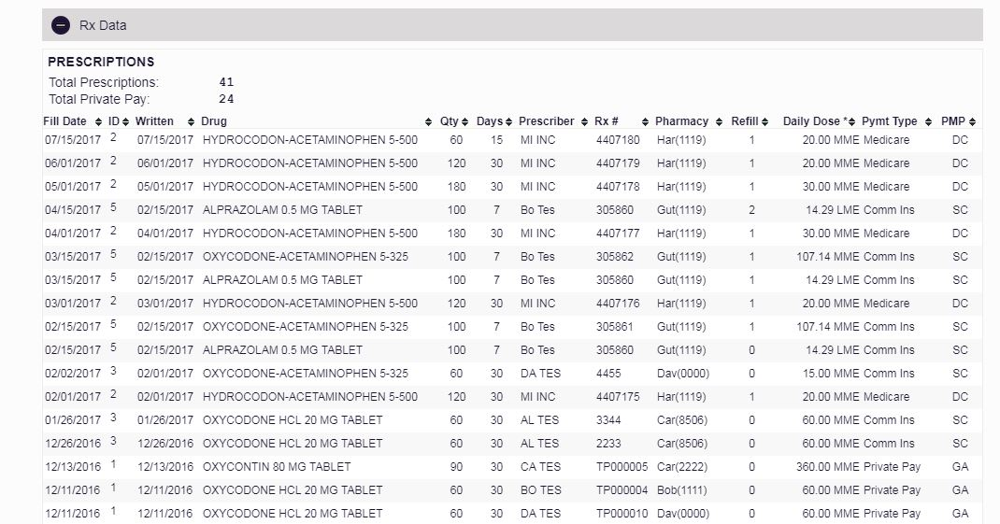 Rx Data
PRESCRIPTIONS
Total Prescriptions: 41
Total Private Pay: 24
Fill Date ID Written Drug Qty Days Prescriber Rx # Pharmacy Refill Daily Dose * Pymt Type PMP
07/15/2017 2 07/15/2017 HYDROCODON-ACETAMINOPHEN 5-500 60 15 MI INC 4407180 Har(1119) 1 20.00 MME Medicare DC
06/01/2017 2 06/01/2017 HYDROCODON-ACETAMINOPHEN 5-500 120 30 MI INC 4407179 Har(1119) 1 20.00 MME Medicare DC
05/01/2017 2 05/01/2017 HYDROCODON-ACETAMINOPHEN 5-500 180 30 MI INC 4407178 Har(1119) 1 30.00 MME Medicare DC
04/15/2017 5 02/15/2017 ALPRAZOLAM 0.5 MG TABLET 100 7 Bo Tes 305860 Gut(1119) 2 14.29 LME Comm Ins SC
04/01/2017 2 04/01/2017 HYDROCODON-ACETAMINOPHEN 5-500 180 30 MI INC 4407177 Har(1119) 1 30.00 MME Medicare DC
03/15/2017 5 02/15/2017 OXYCODONE-ACETAMINOPHEN 5-325 100 7 Bo Tes 305862 Gut(1119) 1 107.14 MME Comm Ins SC
03/15/2017 5 02/15/2017 ALPRAZOLAM 0.5 MG TABLET 100 7 Bo Tes 305860 Gut(1119) 1 14.29 LME Comm Ins SC
03/01/2017 2 03/01/2017 HYDROCODON-ACETAMINOPHEN 5-500 120 30 MI INC 4407176 Har(1119) 1 20.00 MME Medicare DC
02/15/2017 5 02/15/2017 OXYCODONE-ACETAMINOPHEN 5-325 100 7 Bo Tes 305861 Gut(1119) 1 107.14 MME Comm Ins SC
02/15/2017 5 02/15/2017 ALPRAZOLAM 0.5 MG TABLET 100 7 Bo Tes 305860 Gut(1119) 0 14.29 LME Comm Ins SC
02/02/2017 3 02/01/2017 OXYCODONE-ACETAMINOPHEN 5-325 60 30 DA TES 4455 Dav(0000) 0 15.00 MME Comm Ins SC
02/01/2017 2 02/01/2017 HYDROCODON-ACETAMINOPHEN 5-500 120 30 MI INC 4407175 Har(1119) 1 20.00 MME Medicare DC
01/26/2017 3 01/26/2017 OXYCODONE HCL 20 MG TABLET 60 30 AL TES 3344 Car(8506) 0 60.00 MME Comm Ins SC
12/26/2016 3 12/26/2016 OXYCODONE HCL 20 MG TABLET 60 30 AL TES 2233 Car(8506) 0 60.00 MME Comm Ins SC
12/13/2016 1 12/13/2016 OXYCONTIN 80 MG TABLET 90 30 CA TES TP000005 Car(2222) 0 360.00 MME Private Pay GA
12/11/2016 1 12/11/2016 OXYCODONE HCL 20 MG TABLET 60 30 BO TES TP000004 Bob(1111) 0 60.00 MME Private Pay GA
12/11/2016 1 12/11/2016 OXYCODONE HCL 20 MG TABLET 60 30 DA TES TP000010 Dav(0000) 0 60.00 MME Private Pay GA